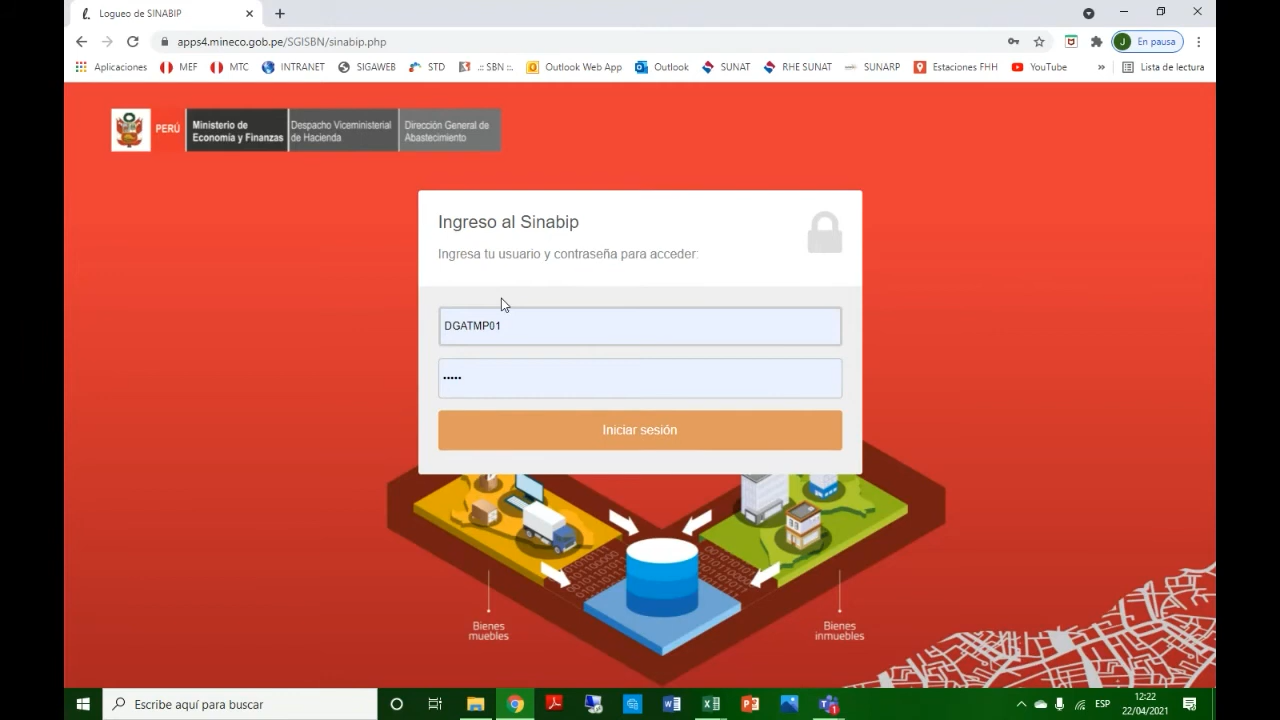 Logueo de SINABIP
apps4.mineco.gob.pe/SGISBN/sinabip.php
J En pausa
Aplicaciones MEF MTC INTRANET SIGAWEB STD .:: SBN ::. Outlook Web App Outlook SUNAT RHE SUNAT SUNARP Estaciones FHH YouTube » Lista de lectura
PERÚ
Ministerio de
Economía y Finanzas
Despacho Viceministerial
de Hacienda
Dirección General de
Abastecimiento
Ingreso al Sinabip
Ingresa tu usuario y contraseña para acceder:
DGATMP01
•••••
Iniciar sesión
Bienes
muebles
Bienes
inmuebles
Escribe aquí para buscar
ESP
12:22
22/04/2021